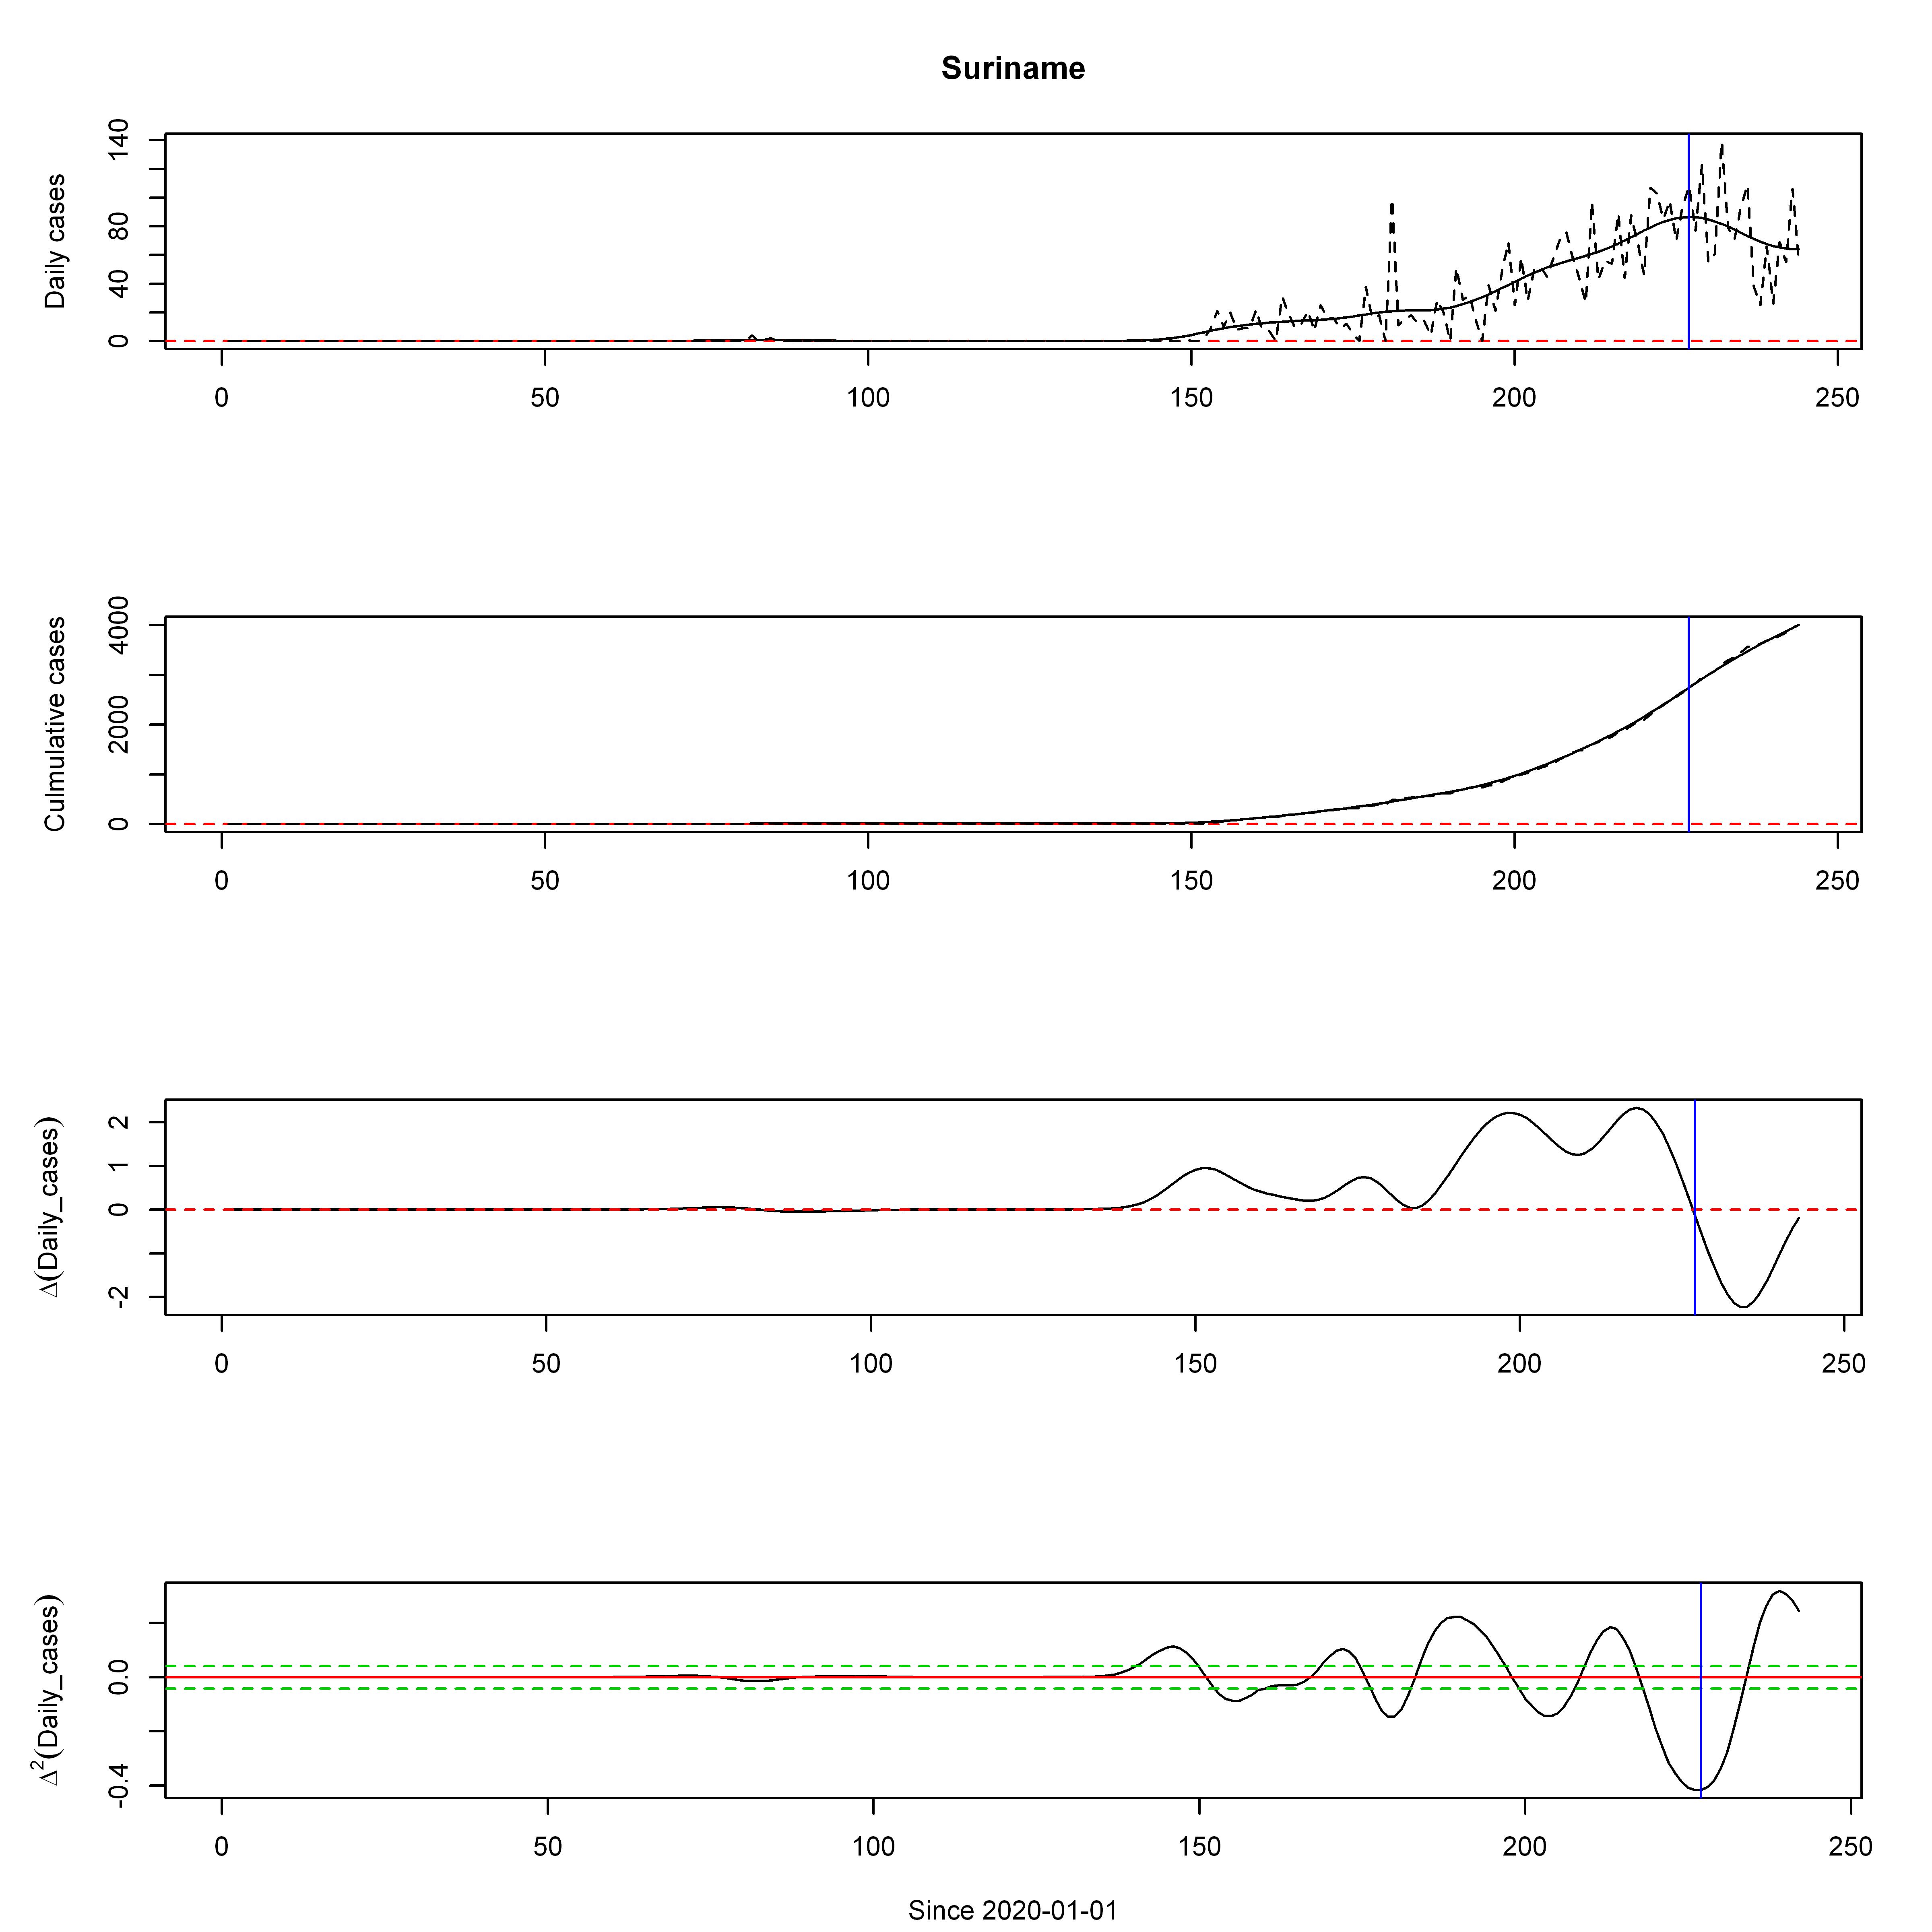 Suriname
Daily cases
0 40 80 140
0 50 100 150 200 250
Culmulative cases
0 2000 4000
0 50 100 150 200 250
Δ(Daily_cases)
-2 0 1 2
0 50 100 150 200 250
Δ²(Daily_cases)
-0.4 0.0
0 50 100 150 200 250
Since 2020-01-01